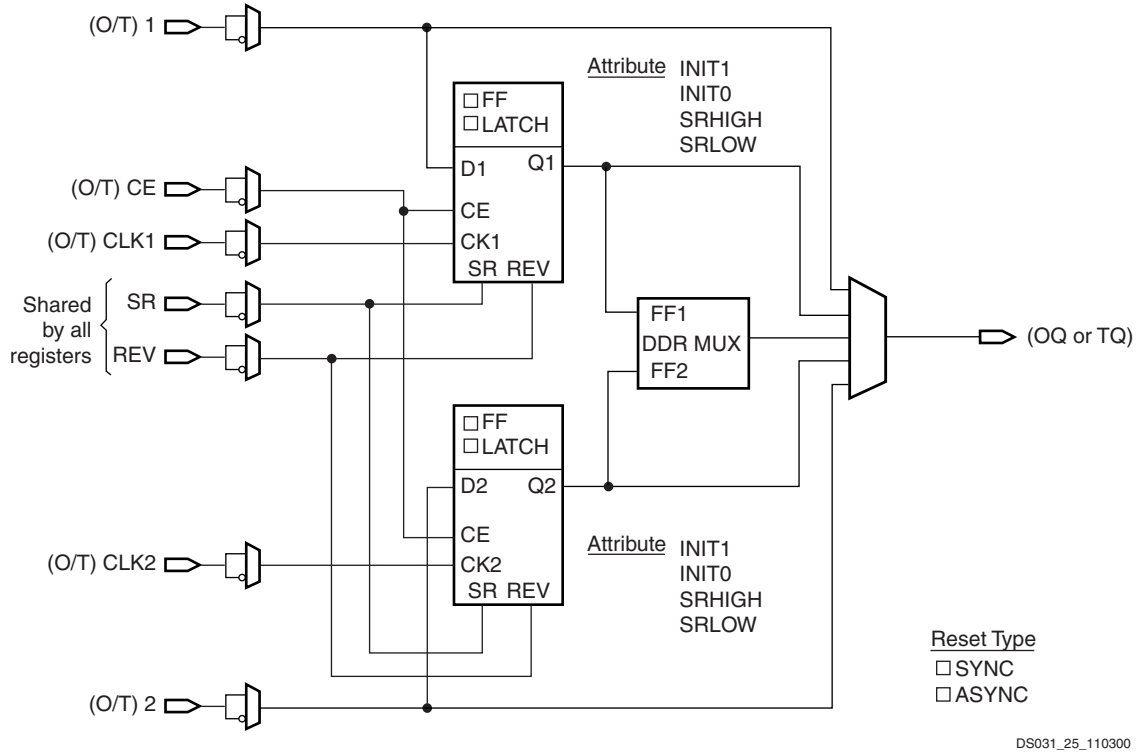 (O/T) 1
Attribute INIT1
INIT0
SRHIGH
SRLOW
FF
LATCH
D1 Q1
(O/T) CE
CE
(O/T) CLK1
CK1
SR REV
Shared
by all
registers
SR
REV
FF1
DDR MUX
FF2
(OQ or TQ)
FF
LATCH
D2 Q2
CE
(O/T) CLK2
CK2
SR REV
Attribute INIT1
INIT0
SRHIGH
SRLOW
Reset Type
SYNC
ASYNC
(O/T) 2
DS031_25_110300